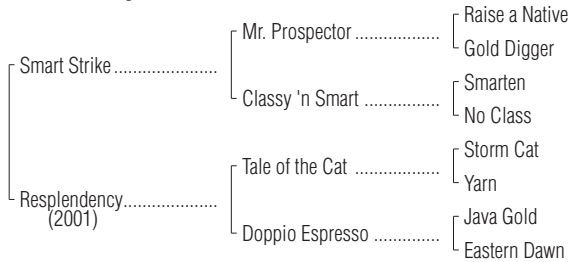 Raise a Native
Mr. Prospector ..................
Gold Digger
Smart Strike ......................
Smarten
Classy 'n Smart ................
No Class
Storm Cat
Tale of the Cat ..................
Yarn
Resplendency....................
(2001)
Java Gold
Doppio Espresso ..............
Eastern Dawn